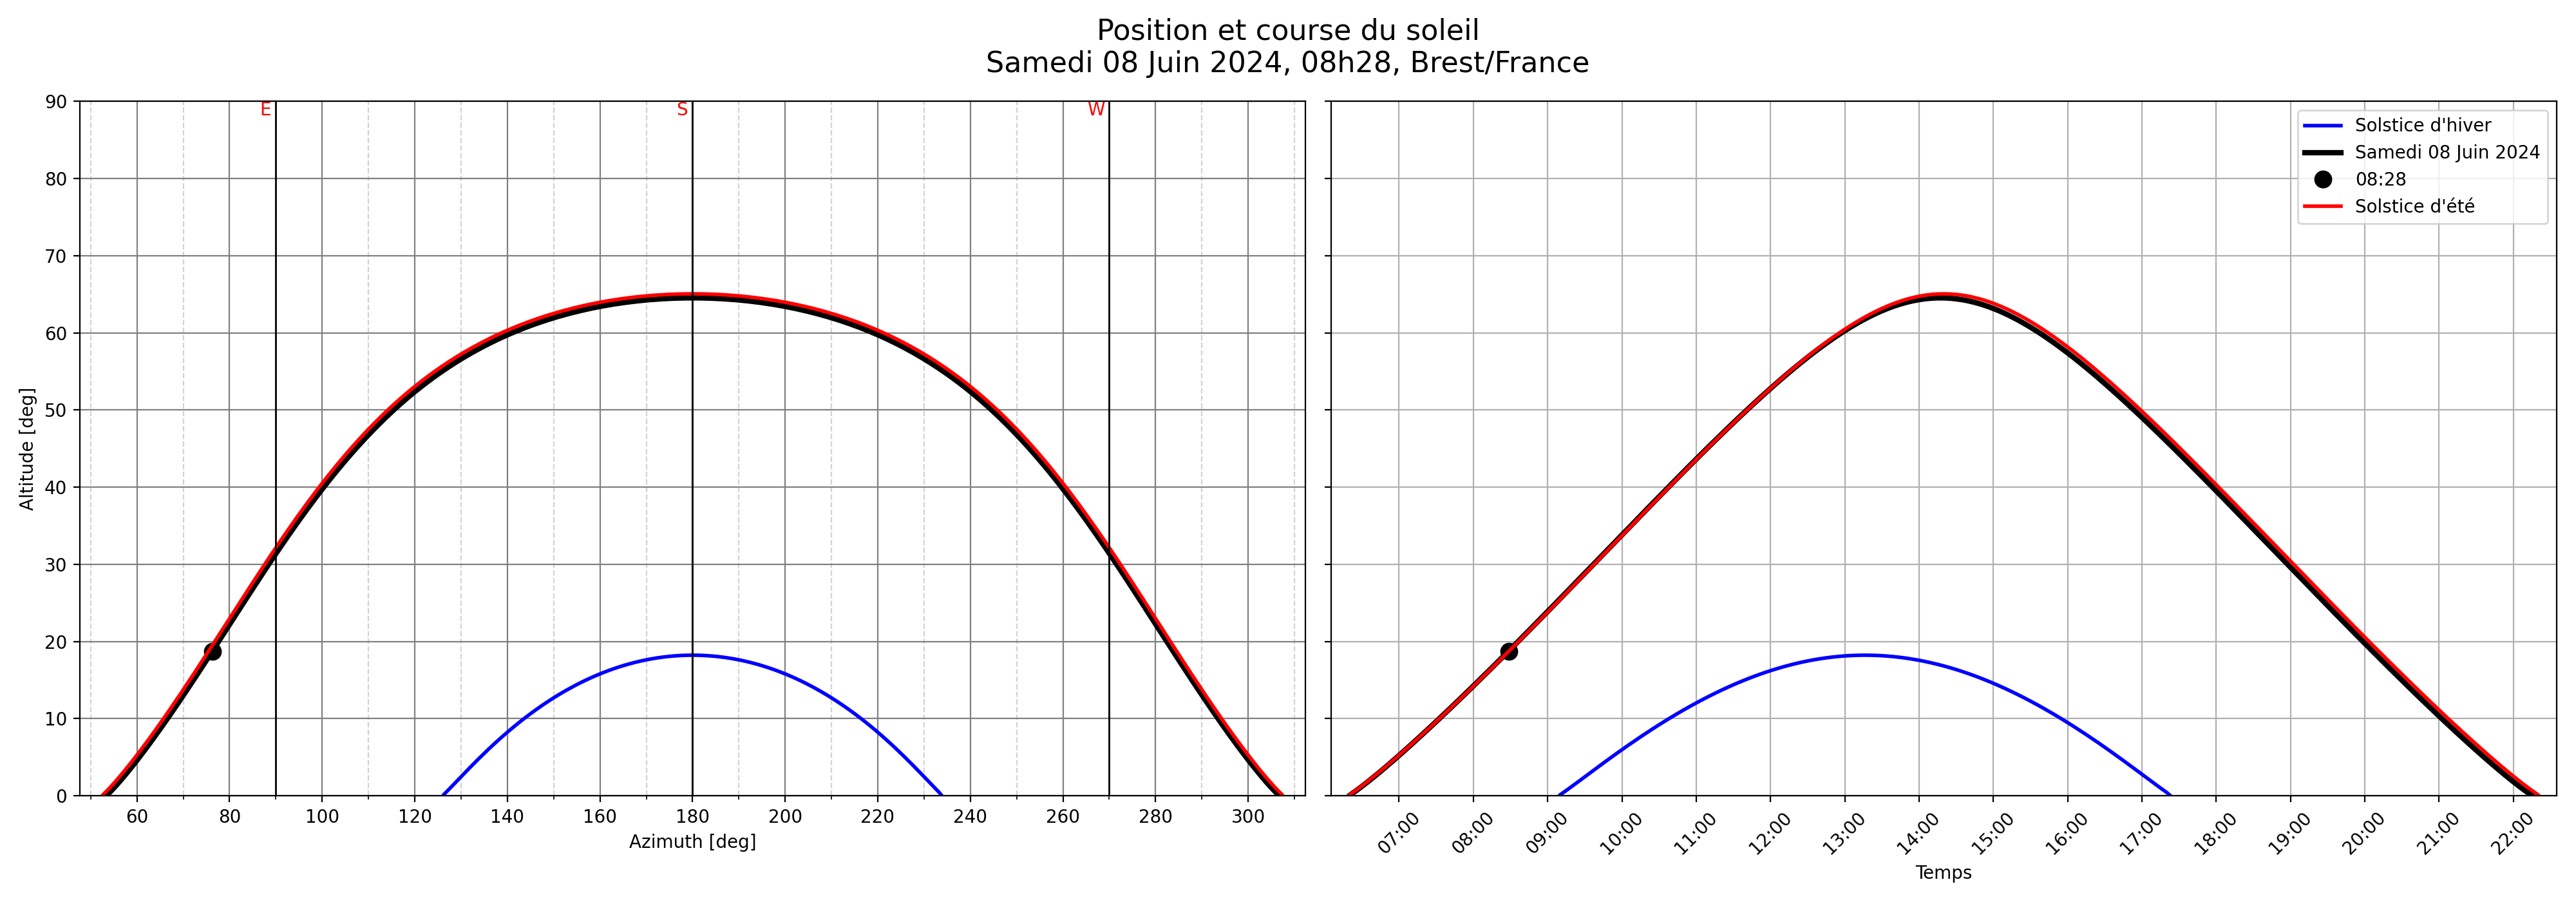 Position et course du soleil
Samedi 08 Juin 2024, 08h28, Brest/France
90
80
70
60
50
40
30
20
10
0
Altitude [deg]
E
S
W
60 80 100 120 140 160 180 200 220 240 260 280 300
Azimuth [deg]
Solstice d'hiver
Samedi 08 Juin 2024
08:28
Solstice d'été
07:00 08:00 09:00 10:00 11:00 12:00 13:00 14:00 15:00 16:00 17:00 18:00 19:00 20:00 21:00 22:00
Temps